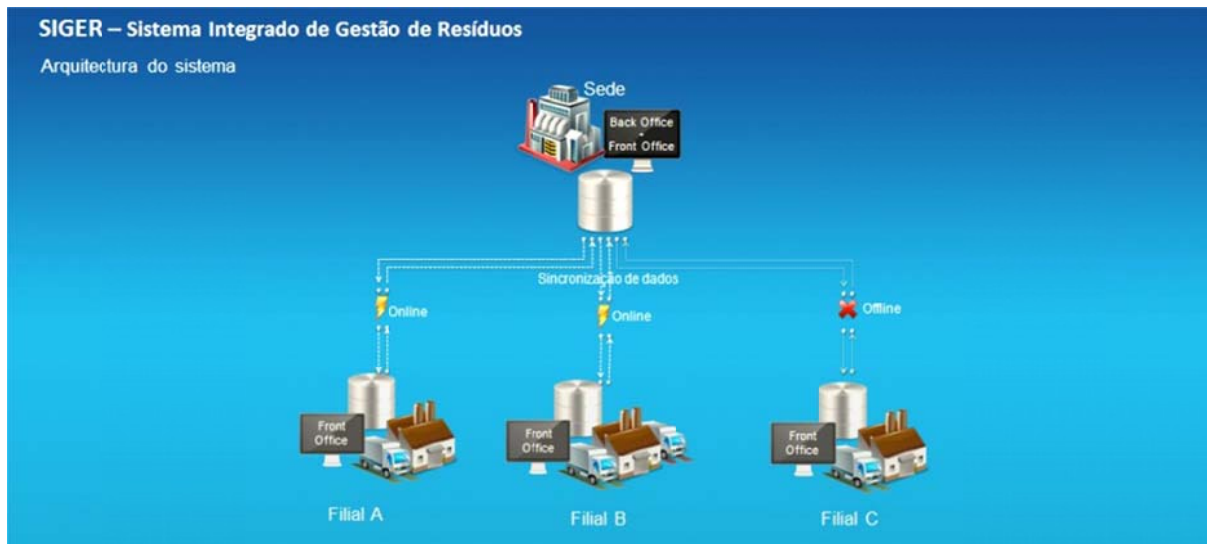 SIGER – Sistema Integrado de Gestão de Resíduos
Arquitectura do sistema
Sede
Back Office
+
Front Office
Sincronização de dados
Online
Online
Offline
Front
Office
Front
Office
Front
Office
Filial A
Filial B
Filial C